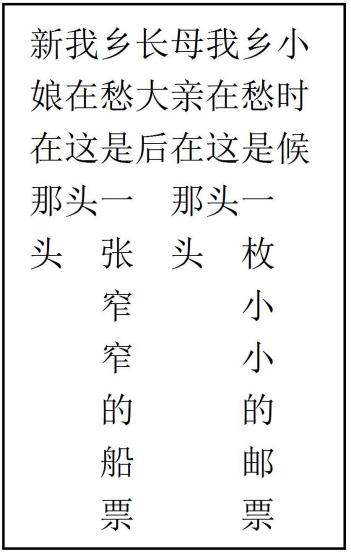 小时候
乡愁是一枚小小的邮票
我在这头
母亲在那头
长大后
乡愁是一张窄窄的船票
我在这头
新娘在那头